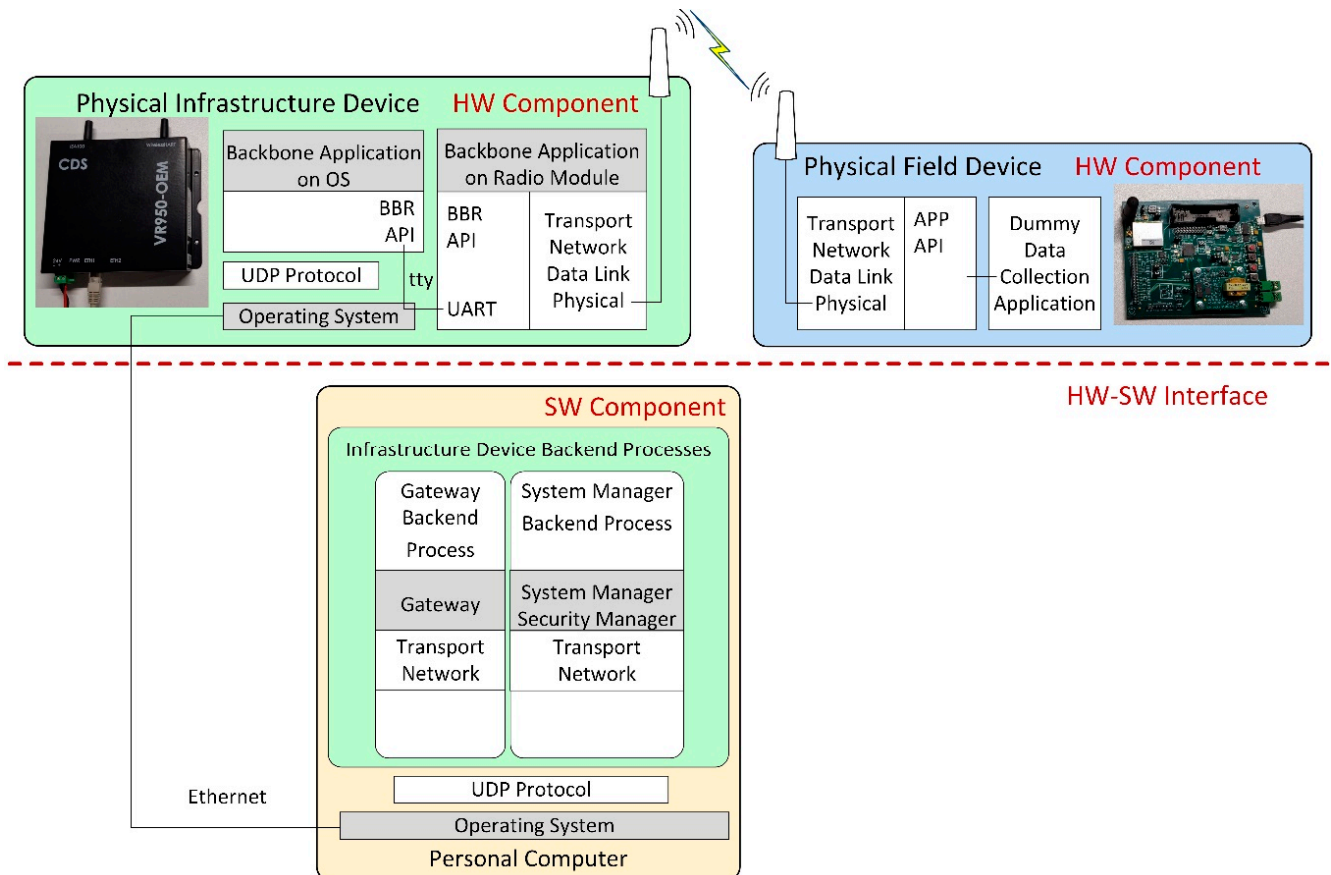 Physical Infrastructure Device
HW Component
CDS
VR950-OEM
PWR
ETH1
ETH2
Backbone Application
on OS
BBR
API
UDP Protocol
Operating System
tty
Backbone Application
on Radio Module
BBR
API
UART
Transport
Network
Data Link
Physical
Physical Field Device
HW Component
Transport
Network
Data Link
Physical
APP
API
Dummy
Data
Collection
Application
HW-SW Interface
SW Component
Infrastructure Device Backend Processes
Gateway
Backend
Process
Gateway
Transport
Network
System Manager
Backend Process
System Manager
Security Manager
Transport
Network
UDP Protocol
Operating System
Personal Computer
Ethernet